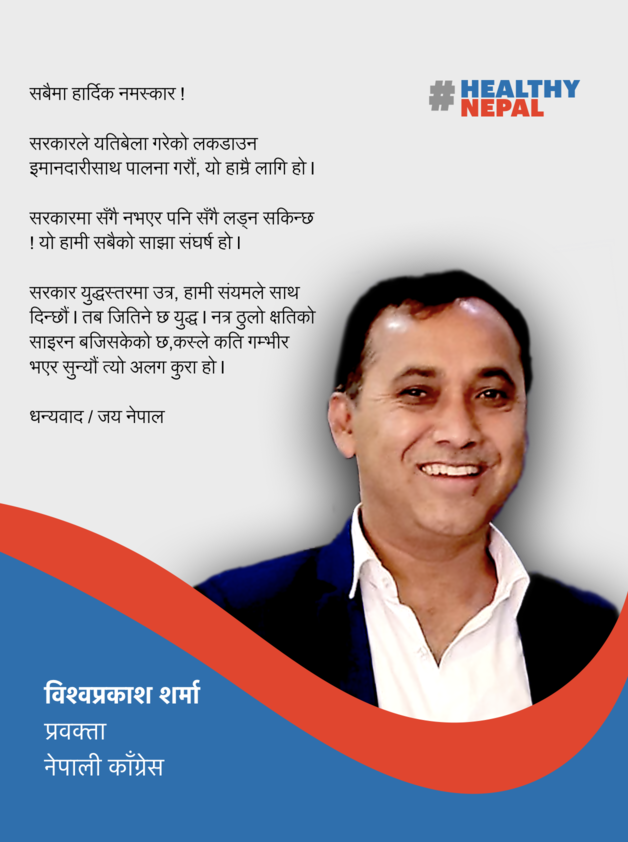 # HEALTHY
NEPAL
सबैमा हार्दिक नमस्कार !
सरकारले यतिबेला गरेको लकडाउन
इमानदारीसाथ पालना गरौं, यो हाम्रै लागि हो ।
सरकारमा सँगै नभएर पनि सँगै लड्न सकिन्छ
! यो हामी सबैको साझा संघर्ष हो ।
सरकार युद्धस्तरमा उत्र, हामी संयमले साथ
दिन्छौं । तब जितिने छ युद्ध । नत्र ठुलो क्षतिको
साइरन बजिसकेको छ,कस्ले कति गम्भीर
भएर सुन्यौं त्यो अलग कुरा हो ।
धन्यवाद / जय नेपाल
विश्वप्रकाश शर्मा
प्रवक्ता
नेपाली काँग्रेस